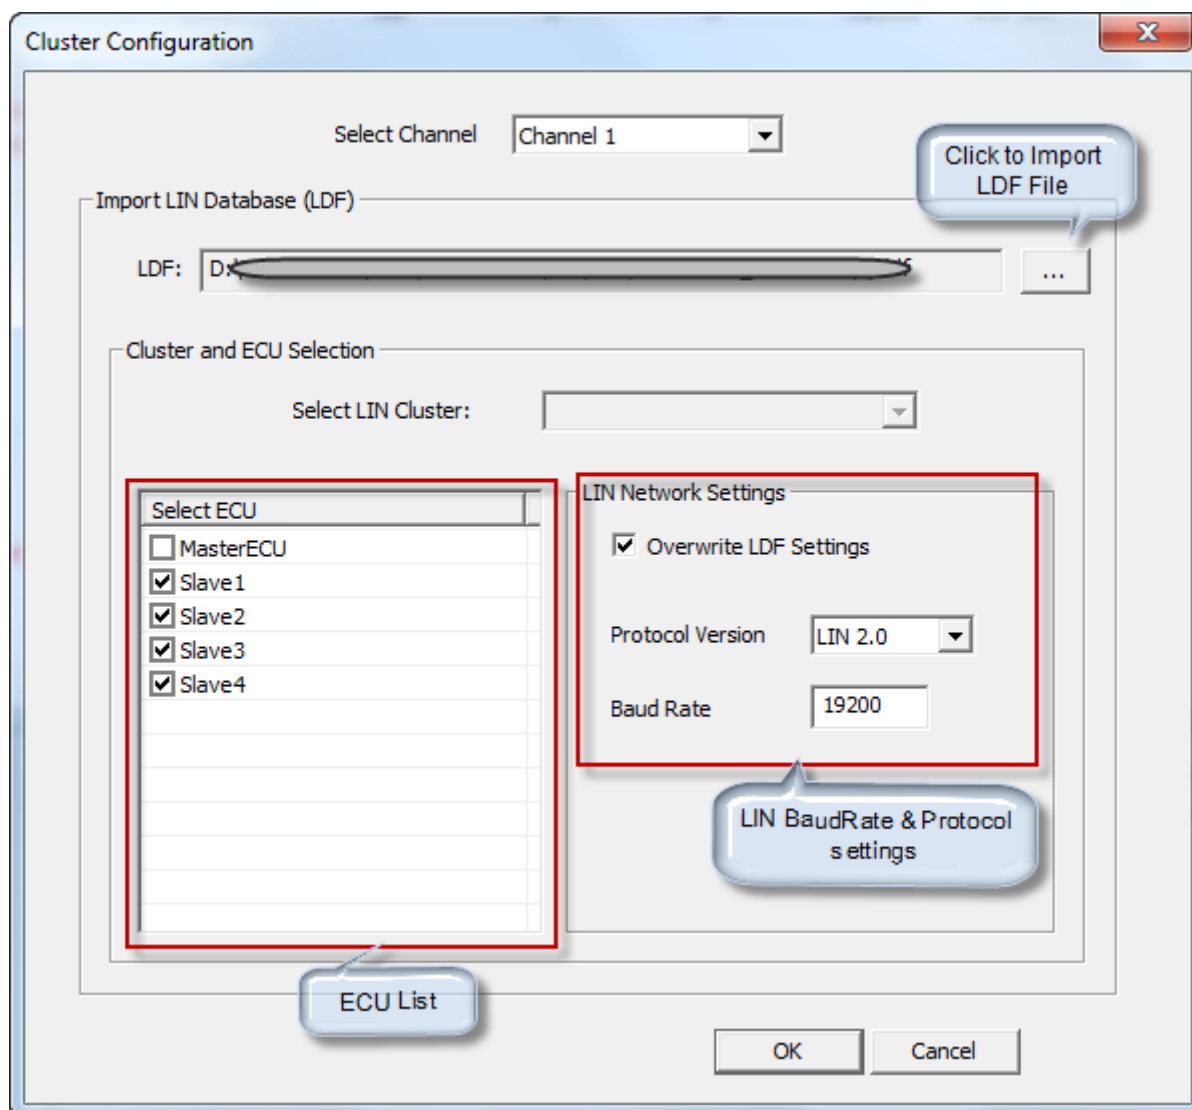 Cluster Configuration
Select Channel Channel 1
Click to Import
LDF File
Import LIN Database (LDF)
LDF: D:\ ...
Cluster and ECU Selection
Select LIN Cluster:
Select ECU
MasterECU
Slave1
Slave2
Slave3
Slave4
LIN Network Settings
Overwrite LDF Settings
Protocol Version LIN 2.0
Baud Rate 19200
LIN BaudRate & Protocol
settings
ECU List
OK Cancel